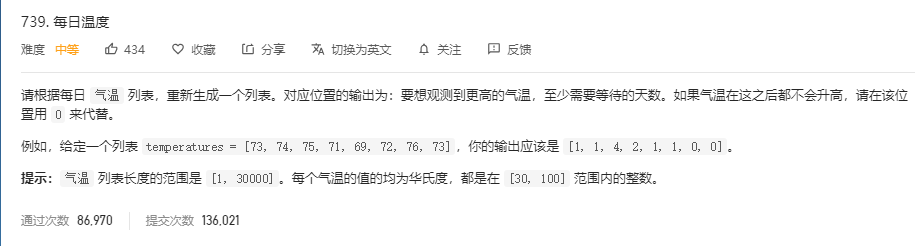 739. 每日温度
难度 中等 434 收藏 分享 切换为英文 关注 反馈
请根据每日 气温 列表，重新生成一个列表。对应位置的输出为：要想观测到更高的气温，至少需要等待的天数。如果气温在这之后都不会升高，请在该位
置用 0 来代替。
例如，给定一个列表 temperatures = [73, 74, 75, 71, 69, 72, 76, 73]，你的输出应该是 [1, 1, 4, 2, 1, 1, 0, 0]。
提示：气温 列表长度的范围是 [1, 30000]。每个气温的值的均为华氏度，都是在 [30, 100] 范围内的整数。
通过次数 86,970 提交次数 136,021